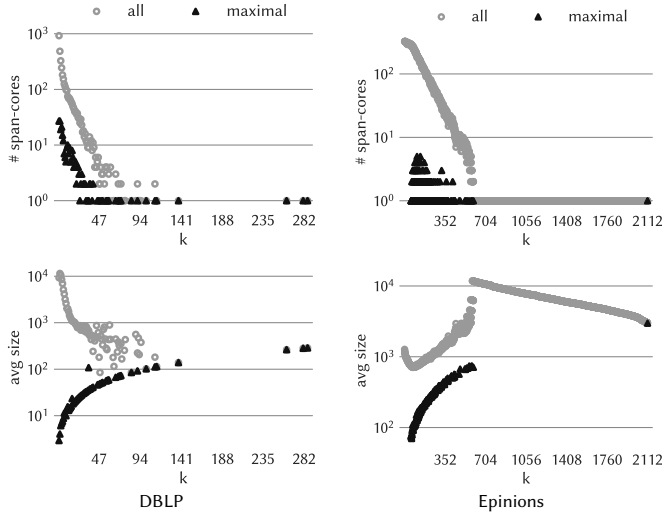 all maximal
10³
10²
10¹
10⁰
# span-cores
47 94 141 188 235 282
k
all maximal
10²
10¹
10⁰
# span-cores
352 704 1056 1408 1760 2112
k
10⁴
10³
10²
10¹
avg size
47 94 141 188 235 282
k
DBLP
10⁴
10³
10²
avg size
352 704 1056 1408 1760 2112
k
Epinions